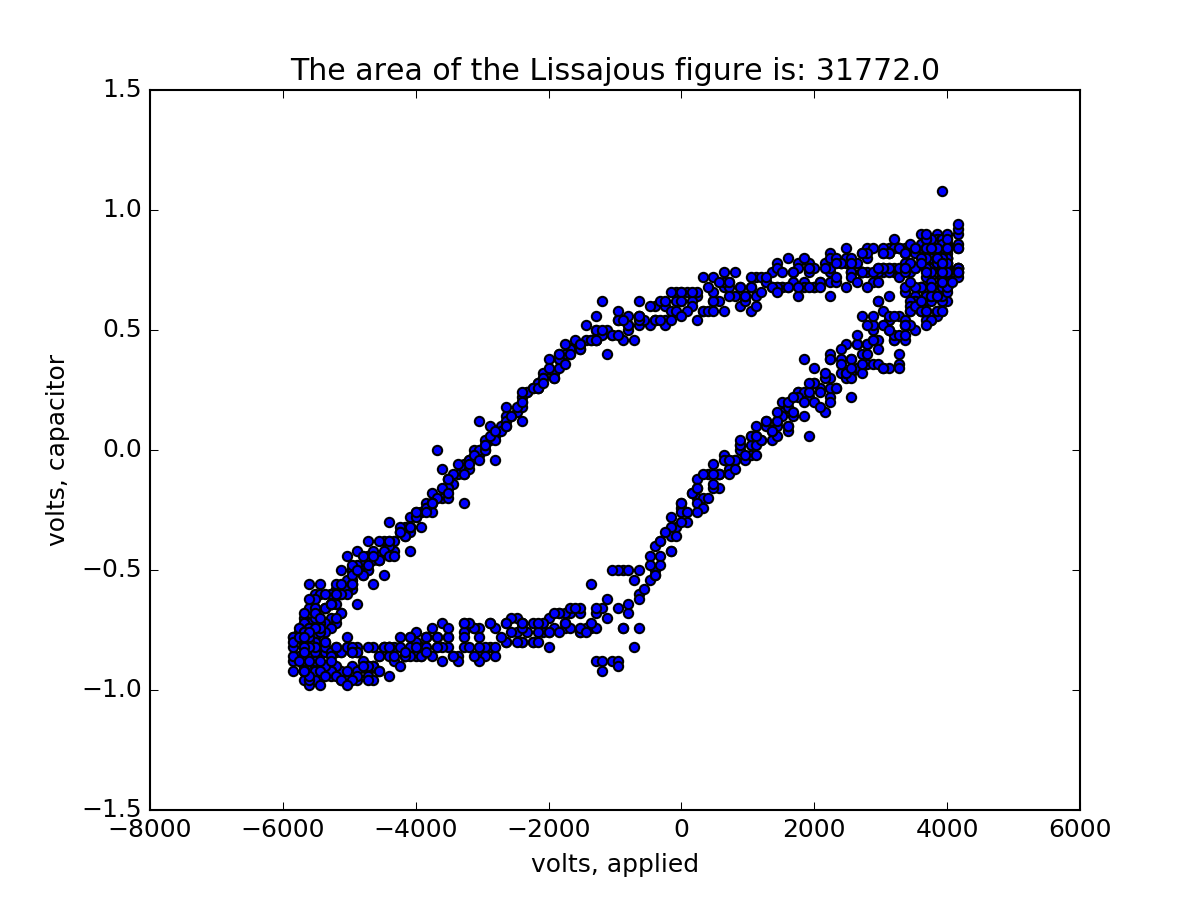 The area of the Lissajous figure is: 31772.0
1.5
1.0
0.5
0.0
−0.5
−1.0
−1.5
volts, capacitor
−8000 −6000 −4000 −2000 0 2000 4000 6000
volts, applied